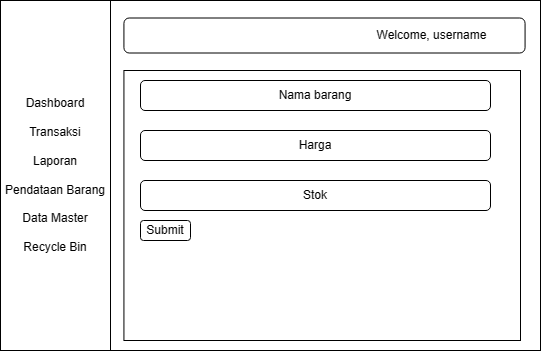 Welcome, username
Dashboard
Transaksi
Laporan
Pendataan Barang
Data Master
Recycle Bin
Nama barang
Harga
Stok
Submit